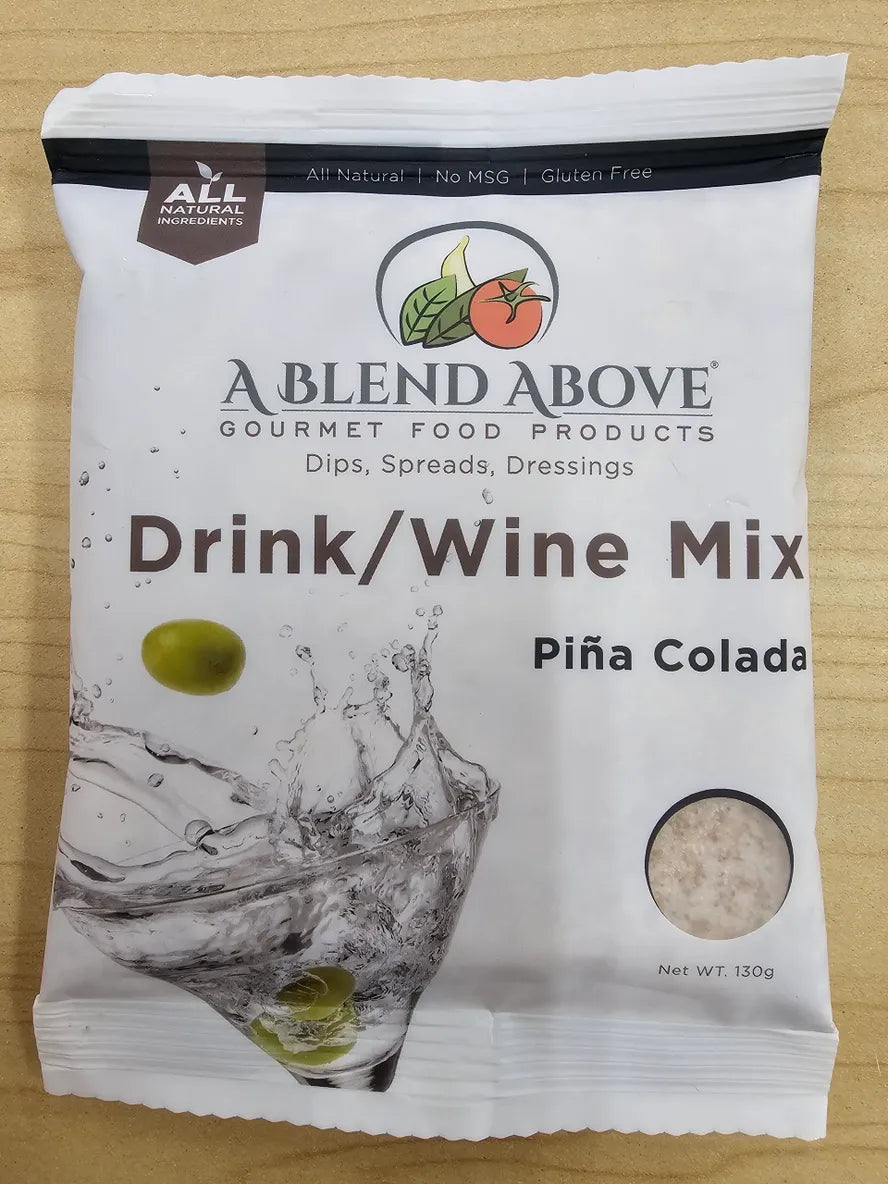 All Natural | No MSG | Gluten Free
ALL
NATURAL
INGREDIENTS
A BLEND ABOVE®
GOURMET FOOD PRODUCTS
Dips, Spreads, Dressings
Drink/Wine Mix
Piña Colada
Net WT. 130g